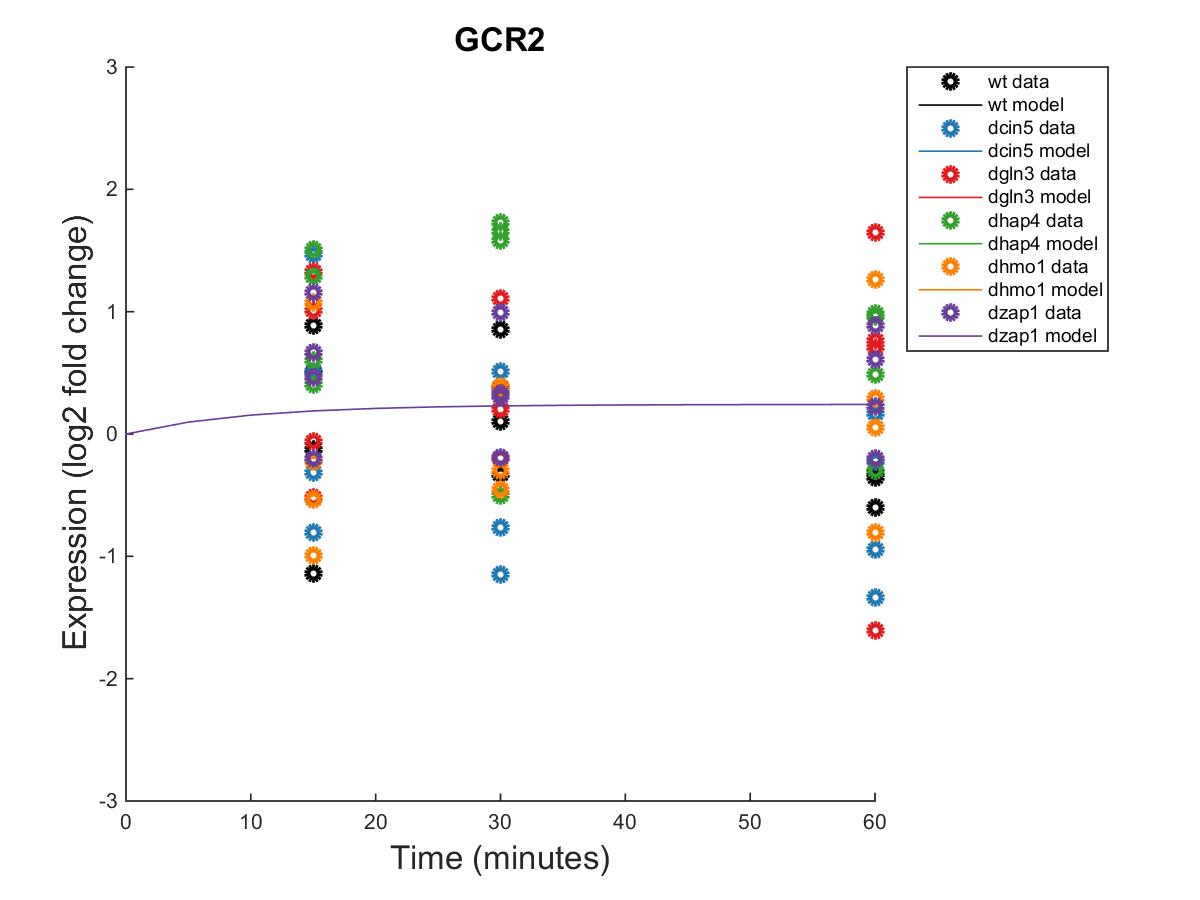 GCR2
3
2
1
0
-1
-2
-3
Expression (log2 fold change)
0 10 20 30 40 50 60
Time (minutes)
wt data
wt model
dcin5 data
dcin5 model
dgln3 data
dgln3 model
dhap4 data
dhap4 model
dhmo1 data
dhmo1 model
dzap1 data
dzap1 model